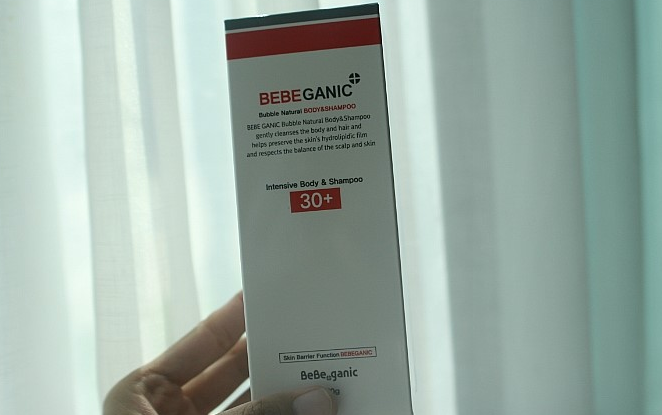 BEBEGANIC
Bubble Natural BODY&SHAMPOO
BEBE GANIC Bubble Natural Body&Shampoo
gently cleanses the body and hair and
helps preserve the skin's hydrolipidic film
and respects the balance of the scalp and skin
Intensive Body & Shampoo
30+
Skin Barrier Function BEBEGANIC
BeBe ganic